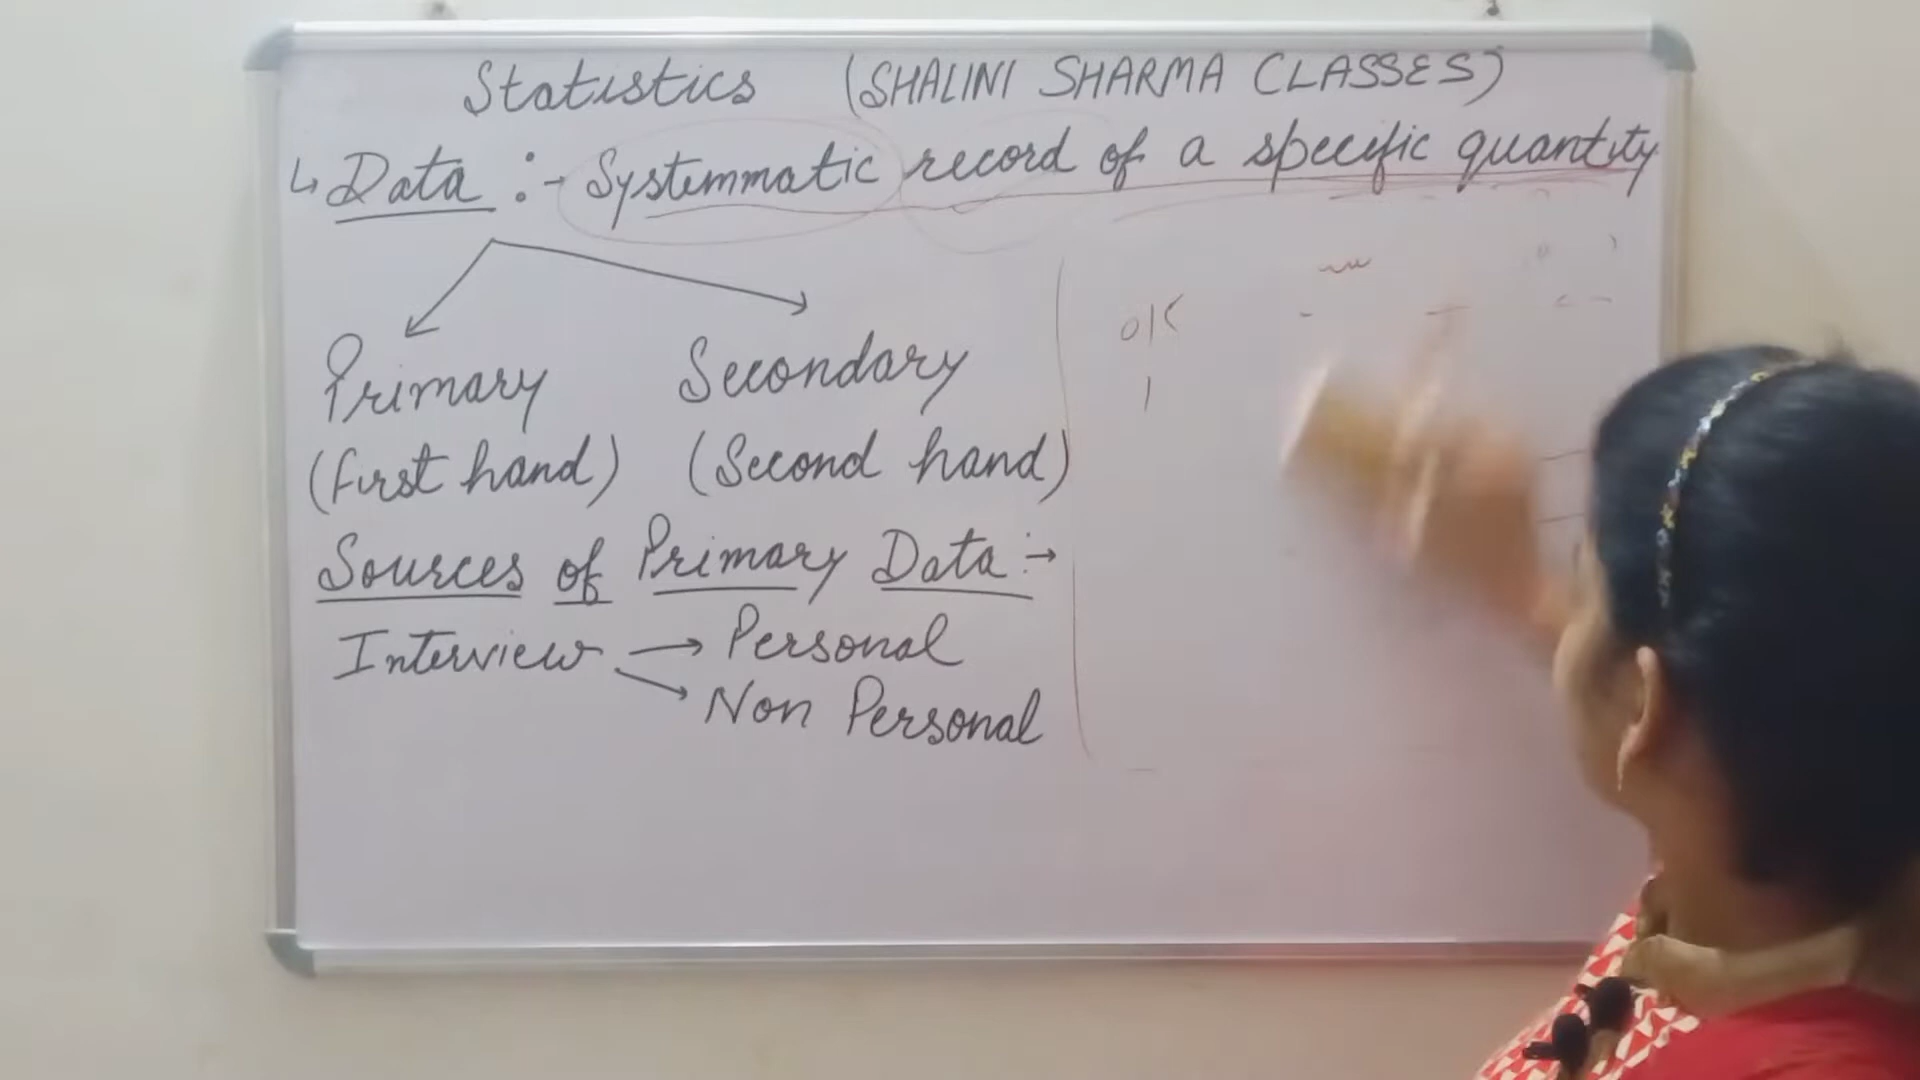 Statistics (SHALINI SHARMA CLASSES)
↳ Data :- Systemmatic record of a specific quantity
Primary Secondary
(First hand) (Second hand)
Sources of Primary Data :→
Interview → Personal
→ Non Personal